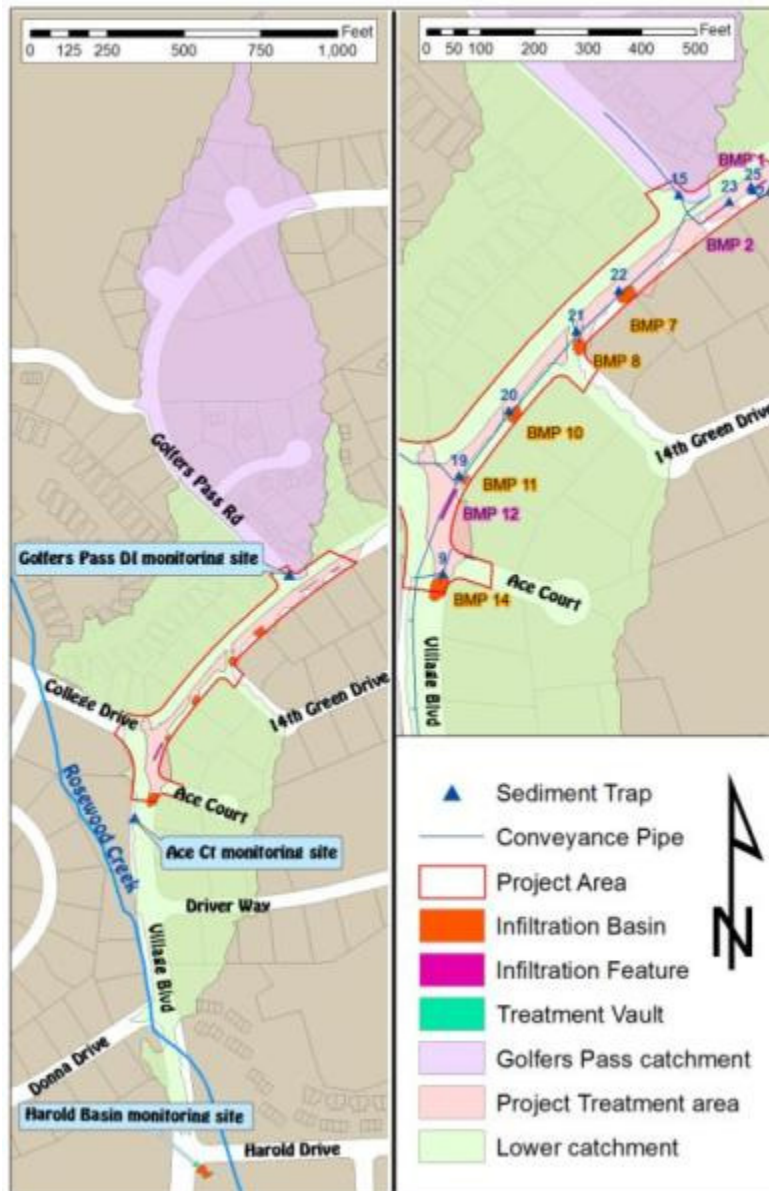 Feet
0 125 250 500 750 1,000
Golfers Pass Rd
Golfers Pass DI monitoring site
College Drive
14th Green Drive
Ace Court
Rosewood Creek
Ace Ct monitoring site
Driver Way
Village Blvd
Donna Drive
Harold Basin monitoring site
Harold Drive
Feet
0 50 100 200 300 400 500
BMP 1
15
25
23
BMP 2
22
BMP 7
21
BMP 8
20
BMP 10
14th Green Drive
19
BMP 11
BMP 12
9
Ace Court
BMP 14
Village Blvd
Sediment Trap
Conveyance Pipe
Project Area
Infiltration Basin
Infiltration Feature
Treatment Vault
Golfers Pass catchment
Project Treatment area
Lower catchment
N